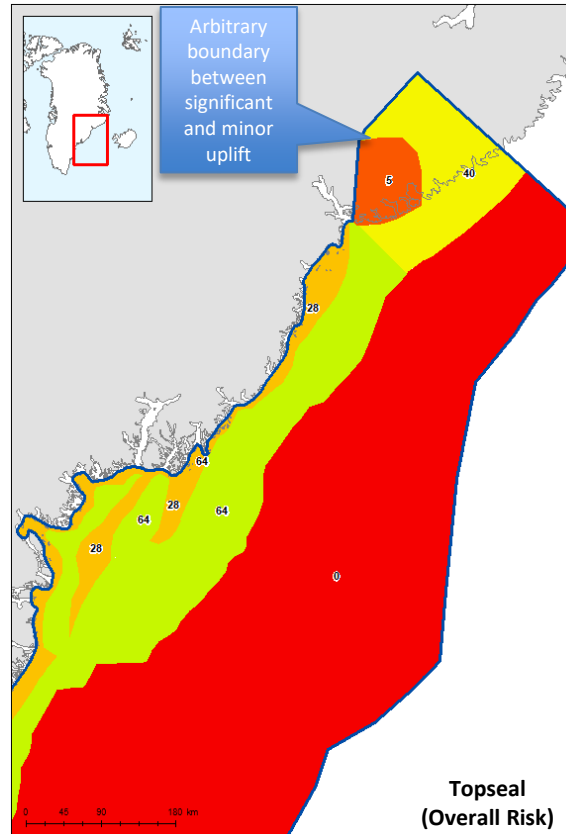 Arbitrary
boundary
between
significant
and minor
uplift
5
40
28
64
64
28
64
28
0
0 45 90 180 km
Topseal
(Overall Risk)